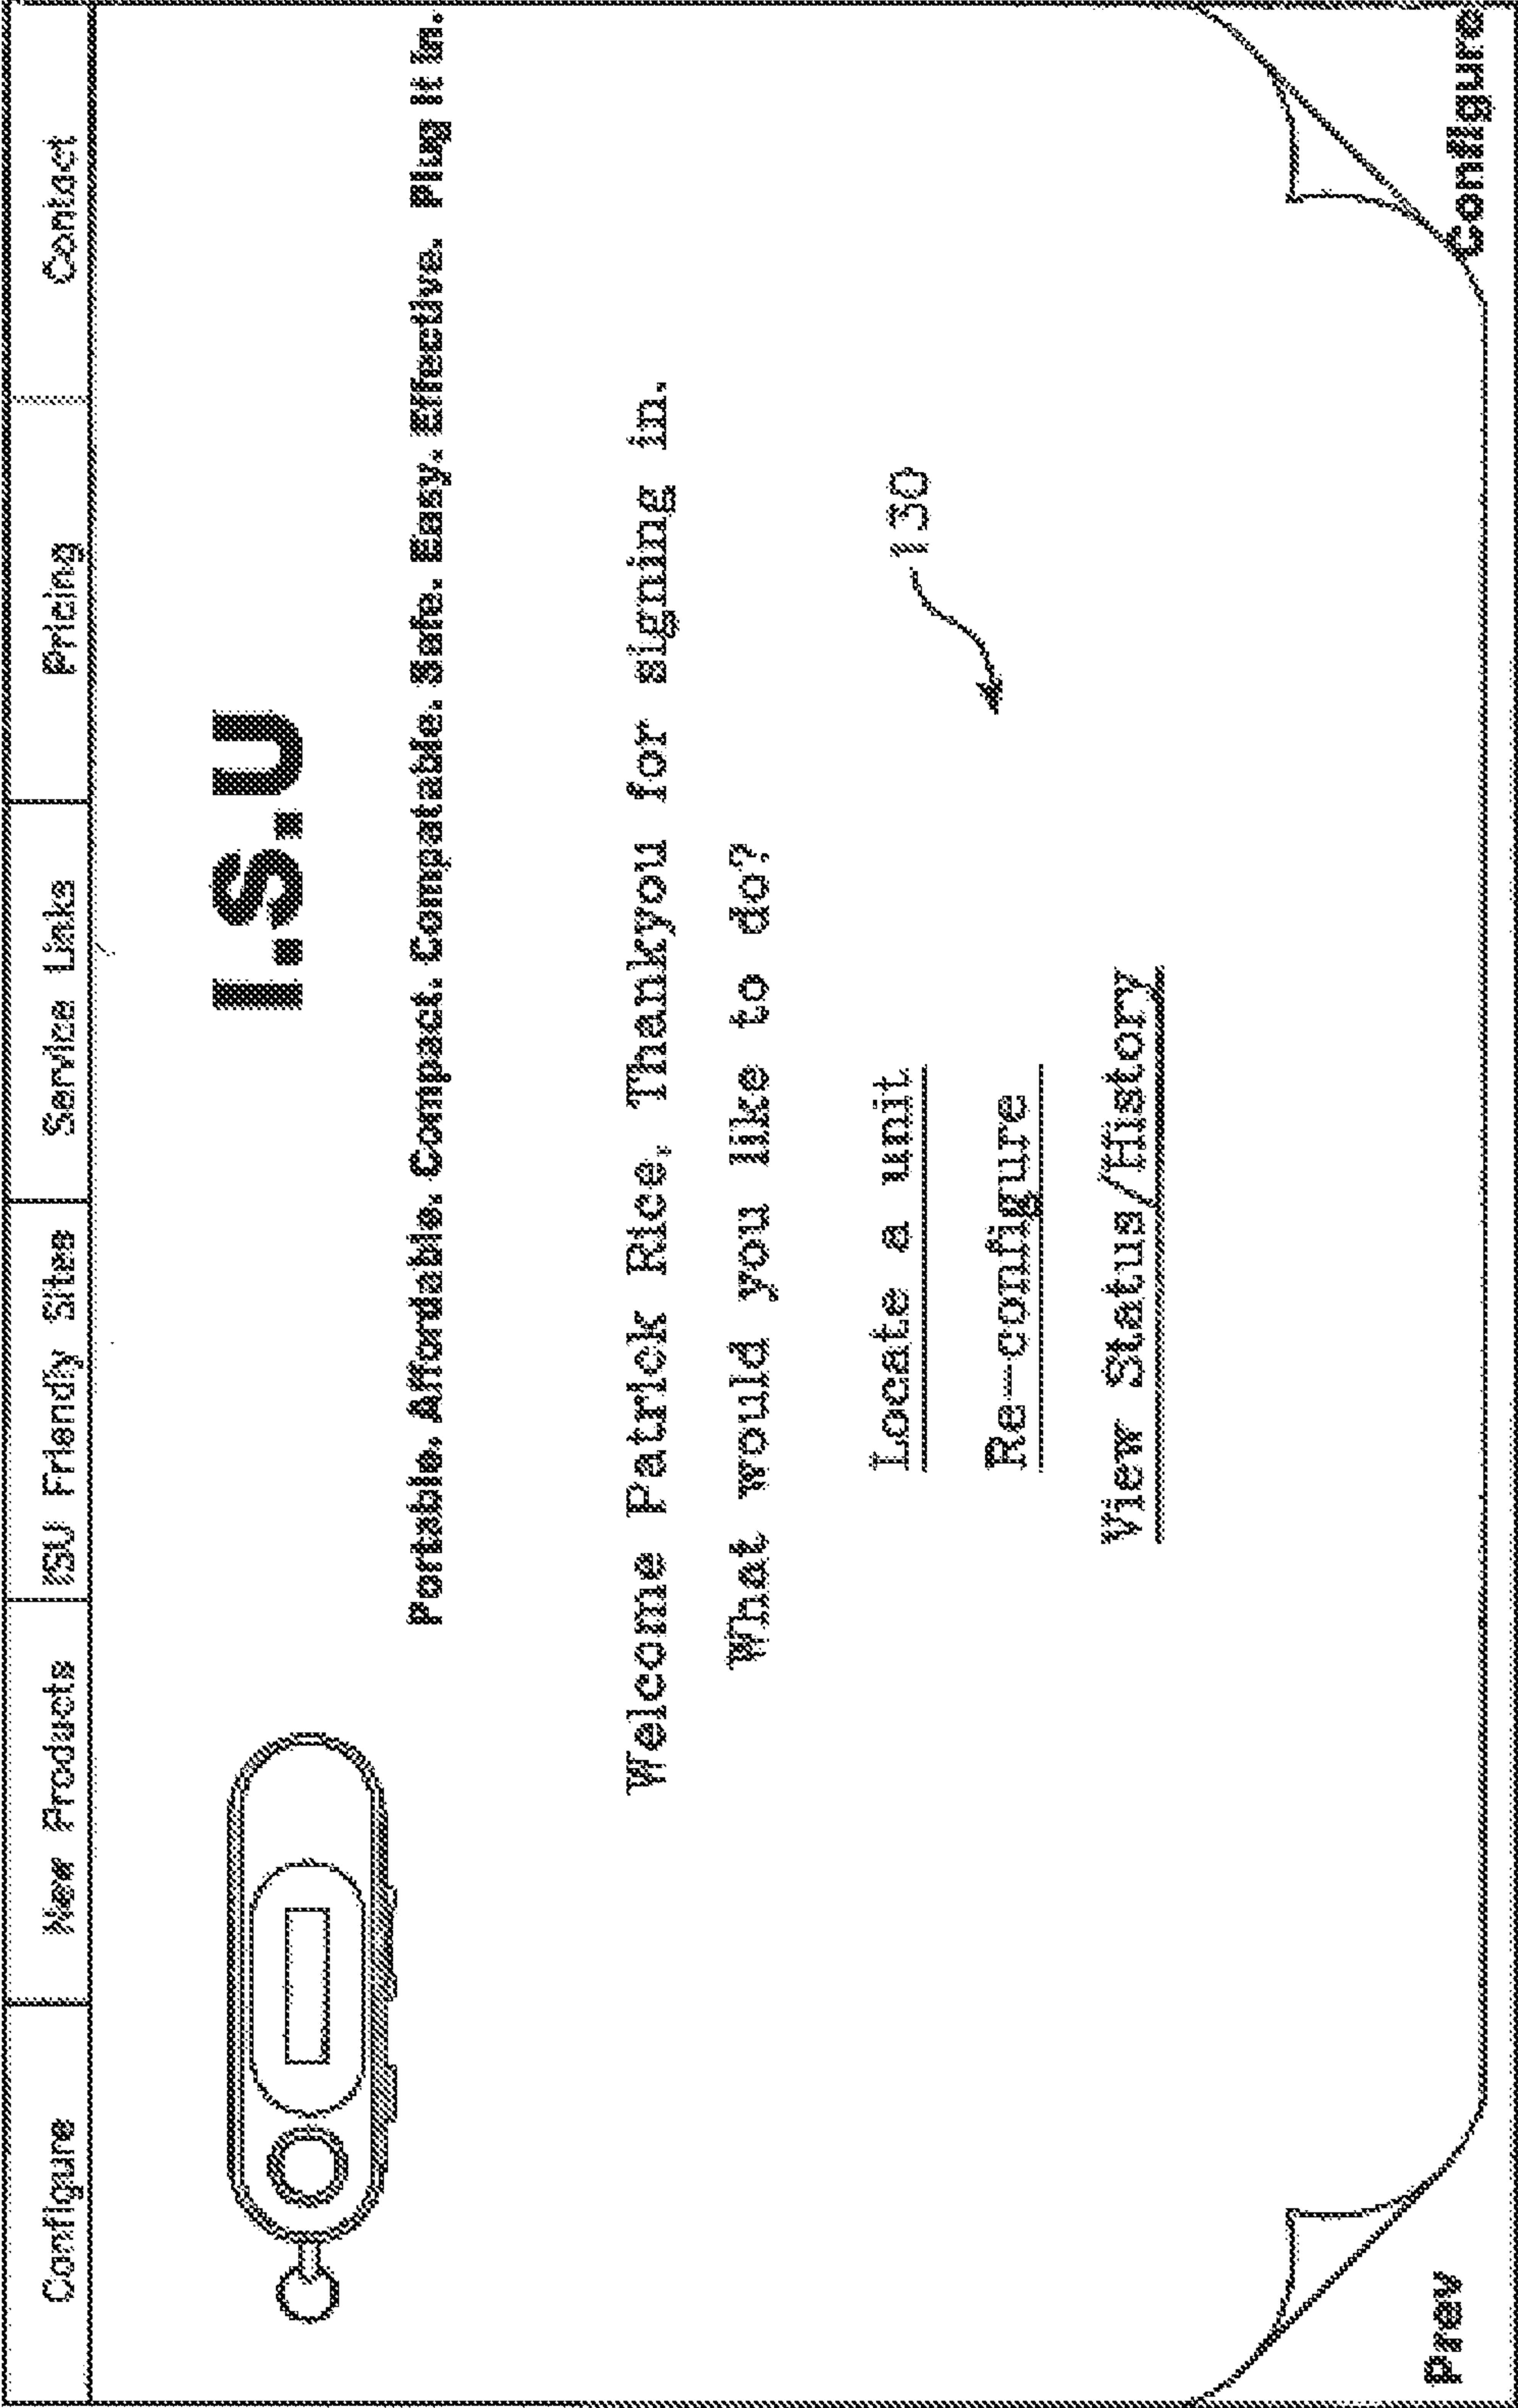 Configure New Products ISU Friendly Sites Service Links Pricing Contact
I.S.U
Portable. Affordable. Compact. Compatable. Safe. Easy. Effective. Plug It In.
Welcome Patrick Rice, Thankyou for signing in.
What would you like to do?
130
Locate a unit
Re-configure
View Status/History
Prev
Configure